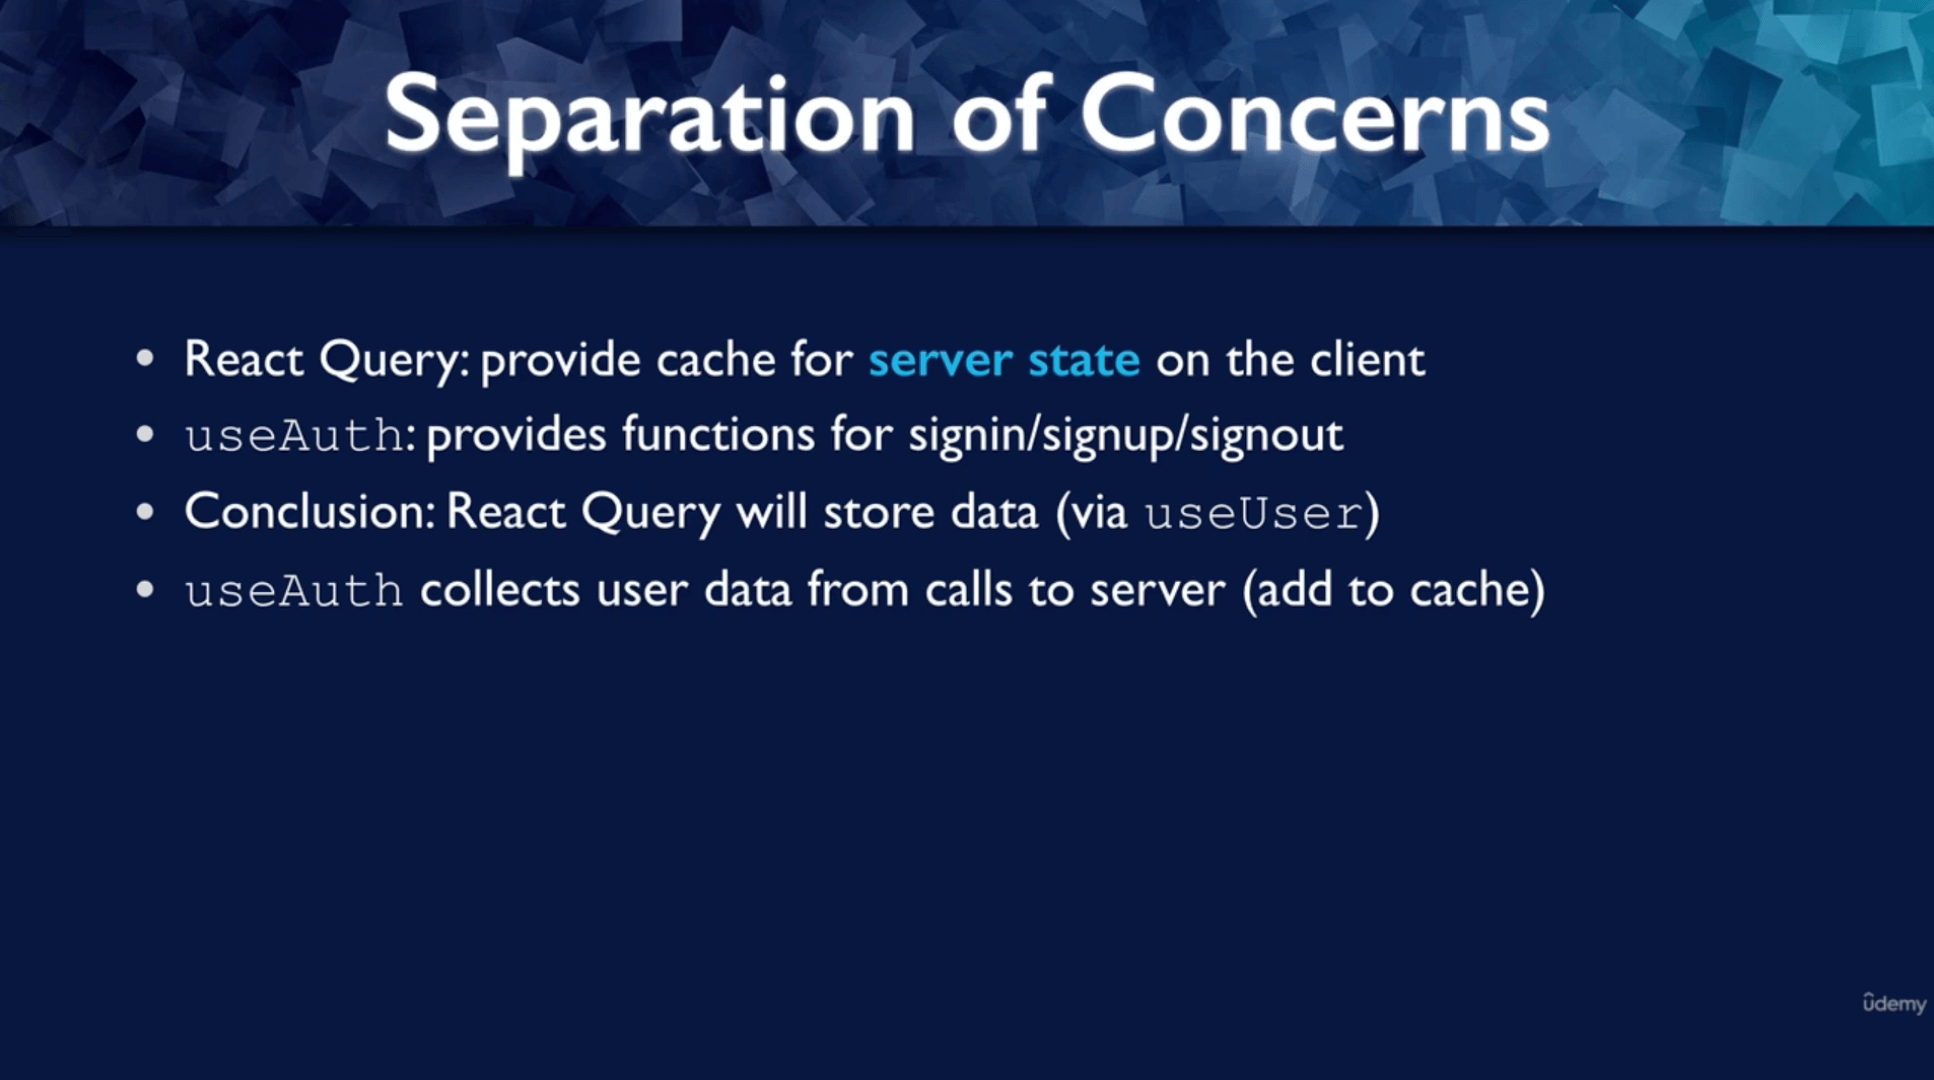 Separation of Concerns
• React Query: provide cache for server state on the client
• useAuth: provides functions for signin/signup/signout
• Conclusion: React Query will store data (via useUser)
• useAuth collects user data from calls to server (add to cache)
ûdemy